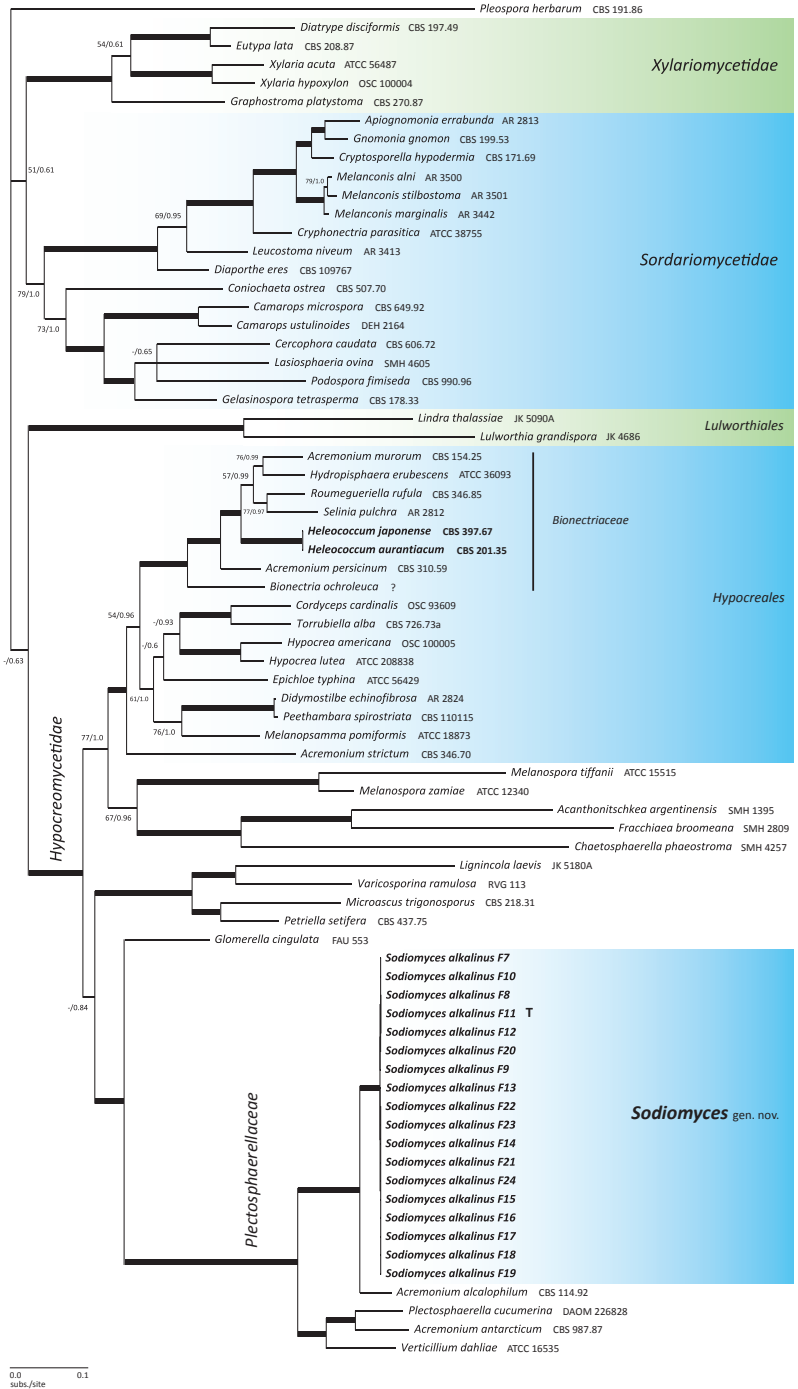 Pleospora herbarum CBS 191.86
Diatrype disciformis CBS 197.49
54/0.61
Eutypa lata CBS 208.87
Xylaria acuta ATCC 56487
Xylariomycetidae
Xylaria hypoxylon OSC 100004
Graphostroma platystoma CBS 270.87
Apiognomonia errabunda AR 2813
Gnomonia gnomon CBS 199.53
Cryptosporella hypodermia CBS 171.69
51/0.61
Melanconis alni AR 3500
79/1.0
Melanconis stilbostoma AR 3501
Melanconis marginalis AR 3442
69/0.95
Cryphonectria parasitica ATCC 38755
Leucostoma niveum AR 3413
Sordariomycetidae
Diaporthe eres CBS 109767
Coniochaeta ostrea CBS 507.70
79/1.0
Camarops microspora CBS 649.92
73/1.0
Camarops ustulinoides DEH 2164
Cercophora caudata CBS 606.72
-/0.65
Lasiosphaeria ovina SMH 4605
Podospora fimiseda CBS 990.96
Gelasinospora tetrasperma CBS 178.33
Lindra thalassiae JK 5090A
Lulworthiales
Lulworthia grandispora JK 4686
Acremonium murorum CBS 154.25
76/0.99
57/0.99
Hydropisphaera erubescens ATCC 36093
Roumegueriella rufula CBS 346.85
77/0.97
Selinia pulchra AR 2812
Bionectriaceae
Heleococcum japonense CBS 397.67
Heleococcum aurantiacum CBS 201.35
Acremonium persicinum CBS 310.59
Bionectria ochroleuca ?
Hypocreales
Cordyceps cardinalis OSC 93609
54/0.96
-/0.93
Torrubiella alba CBS 726.73a
Hypocrea americana OSC 100005
-/0.6
Hypocrea lutea ATCC 208838
-/0.63
Epichloe typhina ATCC 56429
61/1.0
Didymostilbe echinofibrosa AR 2824
Peethambara spirostriata CBS 110115
76/1.0
Melanopsamma pomiformis ATCC 18873
77/1.0
Acremonium strictum CBS 346.70
Hypocreomycetidae
Melanospora tiffanii ATCC 15515
Melanospora zamiae ATCC 12340
Acanthonitschkea argentinensis SMH 1395
67/0.96
Fracchiaea broomeana SMH 2809
Chaetosphaerella phaeostroma SMH 4257
Lignincola laevis JK 5180A
Varicosporina ramulosa RVG 113
Microascus trigonosporus CBS 218.31
Petriella setifera CBS 437.75
Glomerella cingulata FAU 553
Sodiomyces alkalinus F7
Sodiomyces alkalinus F10
Sodiomyces alkalinus F8
-/0.84
Sodiomyces alkalinus F11 T
Sodiomyces alkalinus F12
Sodiomyces alkalinus F20
Sodiomyces alkalinus F9
Sodiomyces alkalinus F13
Sodiomyces alkalinus F22
Sodiomyces gen. nov.
Sodiomyces alkalinus F23
Sodiomyces alkalinus F14
Sodiomyces alkalinus F21
Plectosphaerellaceae
Sodiomyces alkalinus F24
Sodiomyces alkalinus F15
Sodiomyces alkalinus F16
Sodiomyces alkalinus F17
Sodiomyces alkalinus F18
Sodiomyces alkalinus F19
Acremonium alcalophilum CBS 114.92
Plectosphaerella cucumerina DAOM 226828
Acremonium antarcticum CBS 987.87
Verticillium dahliae ATCC 16535
0.0 0.1
subs./site